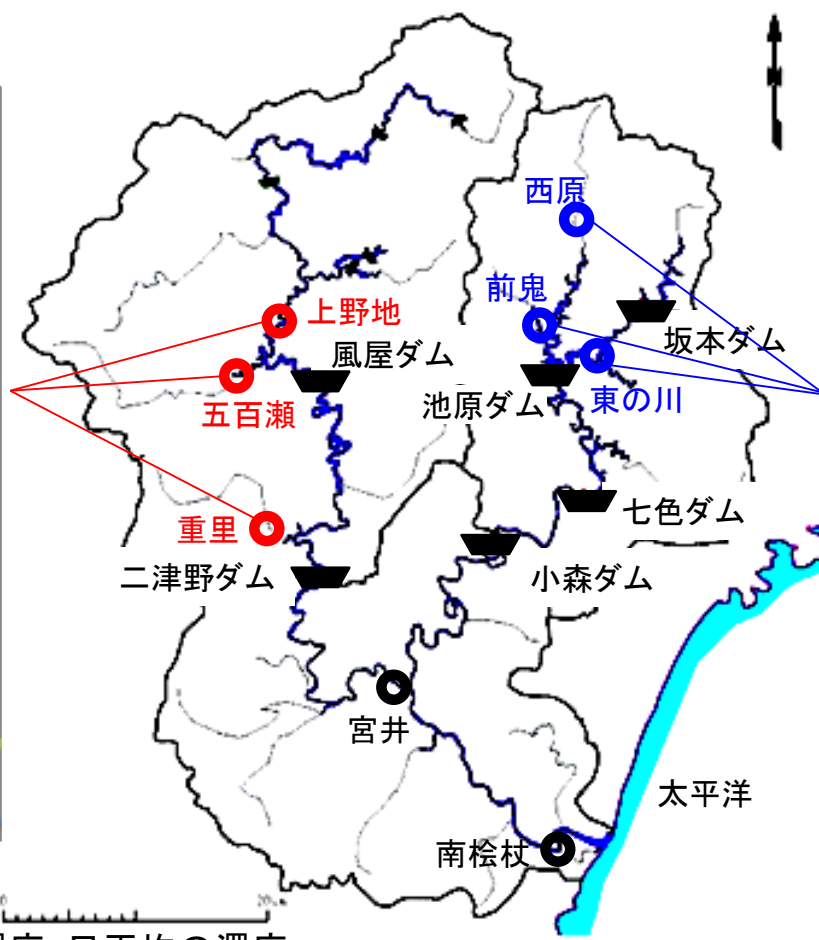 西原
前鬼
上野地
坂本ダム
風屋ダム
池原ダム
東の川
五百瀬
七色ダム
重里
二津野ダム
小森ダム
宮井
太平洋
南桧杖